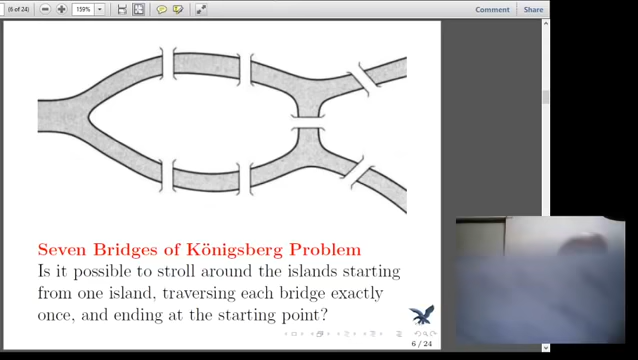 (6 of 24)
159%
Comment
Share
Seven Bridges of Königsberg Problem
Is it possible to stroll around the islands starting
from one island, traversing each bridge exactly
once, and ending at the starting point?
6 / 24